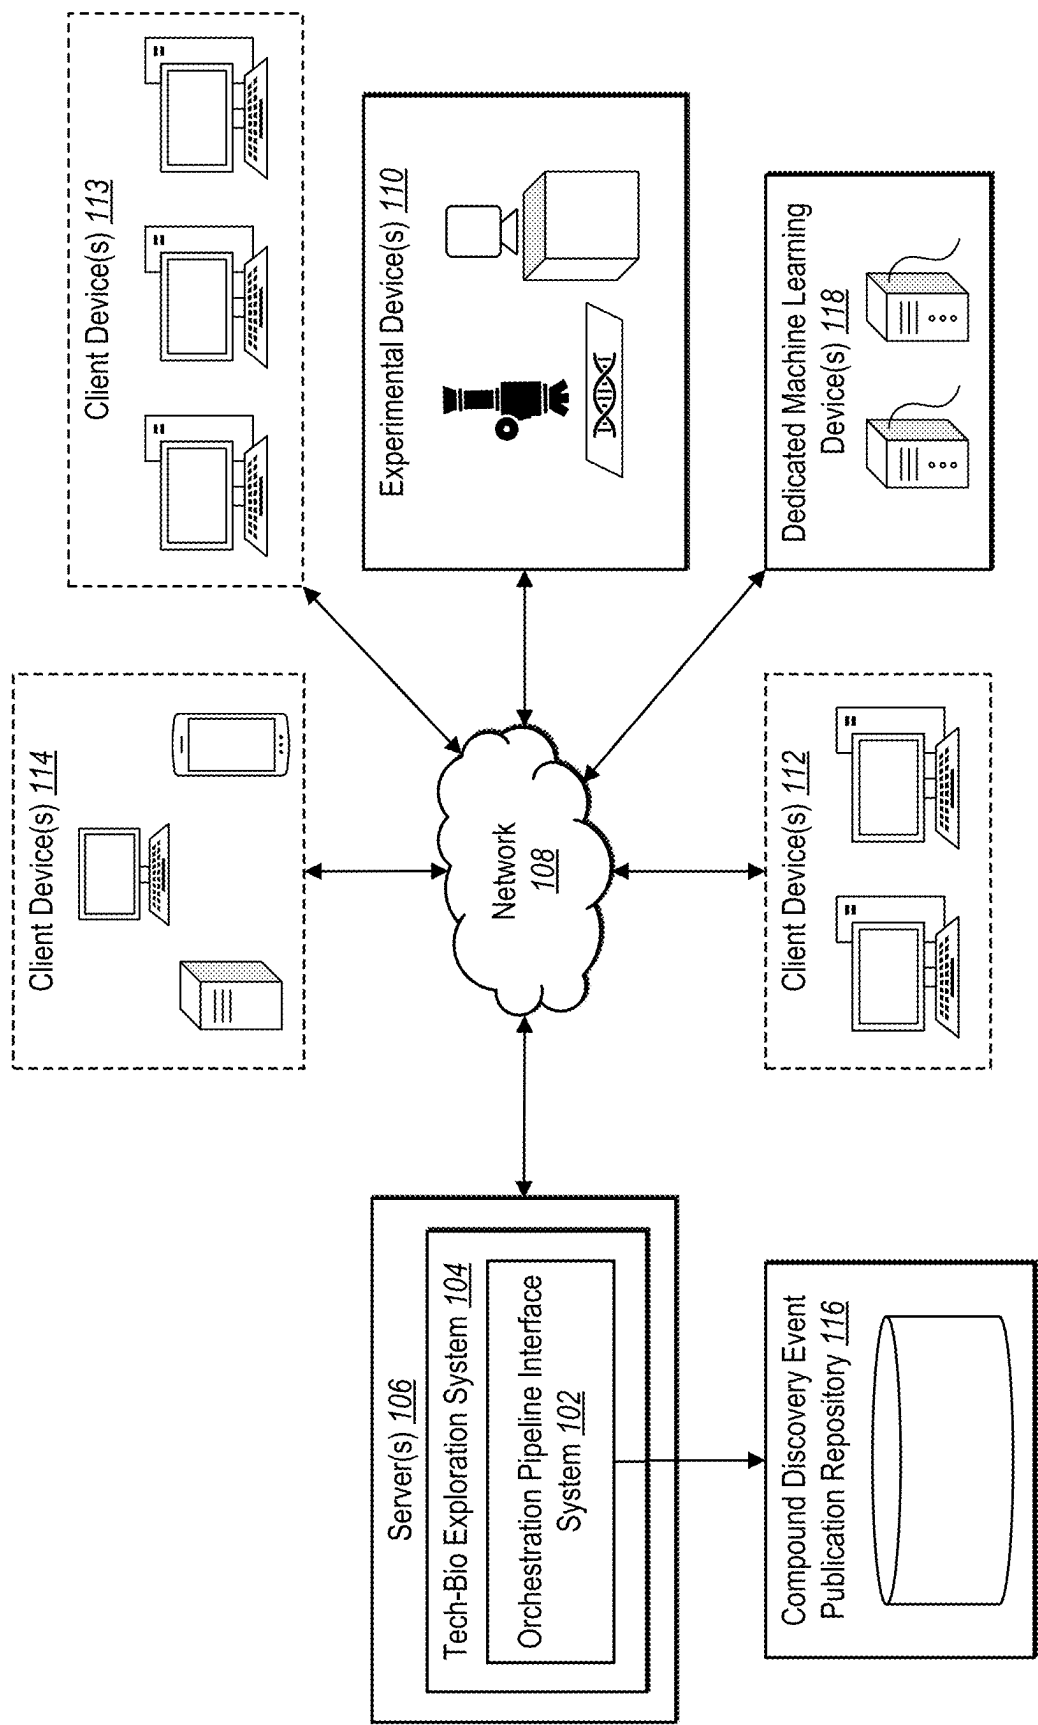 Server(s) 106
Tech-Bio Exploration System 104
Orchestration Pipeline Interface
System 102
Compound Discovery Event
Publication Repository 116
Client Device(s) 114
Network
108
Client Device(s) 112
Client Device(s) 113
Experimental Device(s) 110
Dedicated Machine Learning
Device(s) 118